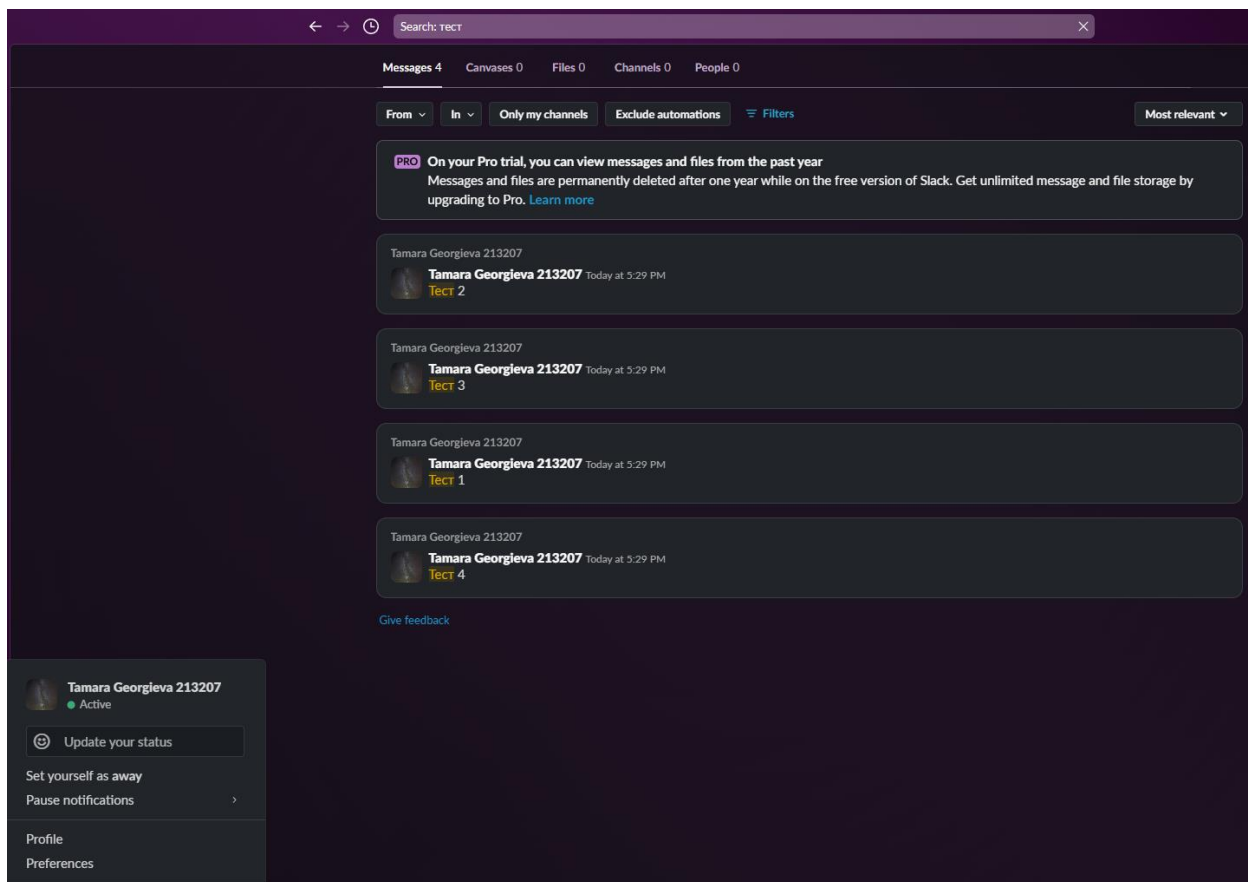 Search: тест
Messages 4 Canvases 0 Files 0 Channels 0 People 0
From In Only my channels Exclude automations Filters Most relevant
PRO On your Pro trial, you can view messages and files from the past year
Messages and files are permanently deleted after one year while on the free version of Slack. Get unlimited message and file storage by
upgrading to Pro. Learn more
Tamara Georgieva 213207
Tamara Georgieva 213207 Today at 5:29 PM
Тест 2
Tamara Georgieva 213207
Tamara Georgieva 213207 Today at 5:29 PM
Тест 3
Tamara Georgieva 213207
Tamara Georgieva 213207 Today at 5:29 PM
Тест 1
Tamara Georgieva 213207
Tamara Georgieva 213207 Today at 5:29 PM
Тест 4
Give feedback
Tamara Georgieva 213207
Active
Update your status
Set yourself as away
Pause notifications
Profile
Preferences